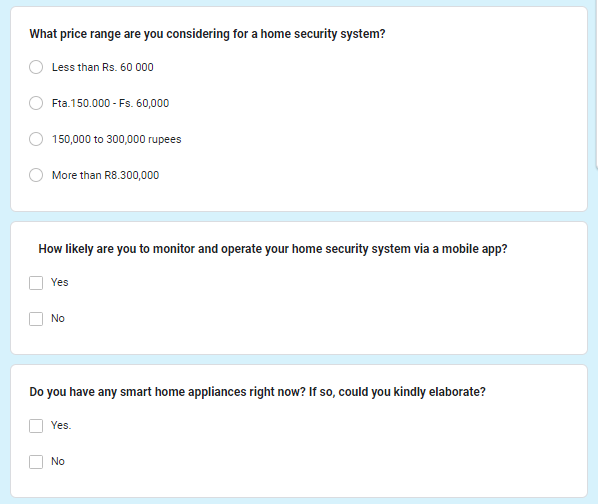 What price range are you considering for a home security system?
Less than Rs. 60 000
Fta.150.000 - Fs. 60,000
150,000 to 300,000 rupees
More than R8.300,000
How likely are you to monitor and operate your home security system via a mobile app?
Yes
No
Do you have any smart home appliances right now? If so, could you kindly elaborate?
Yes.
No